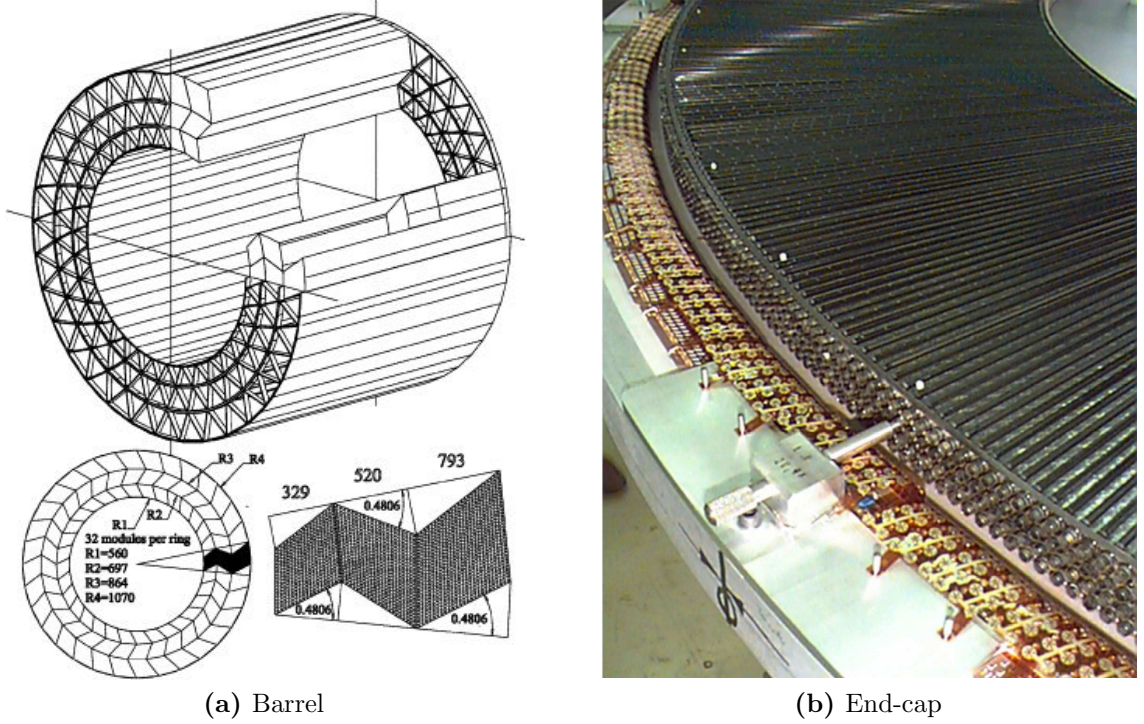 R3
R4
R1
R2
32 modules per ring
R1=560
R2=697
R3=864
R4=1070
329
520
793
0.4806
0.4806
0.4806
(a) Barrel
(b) End-cap